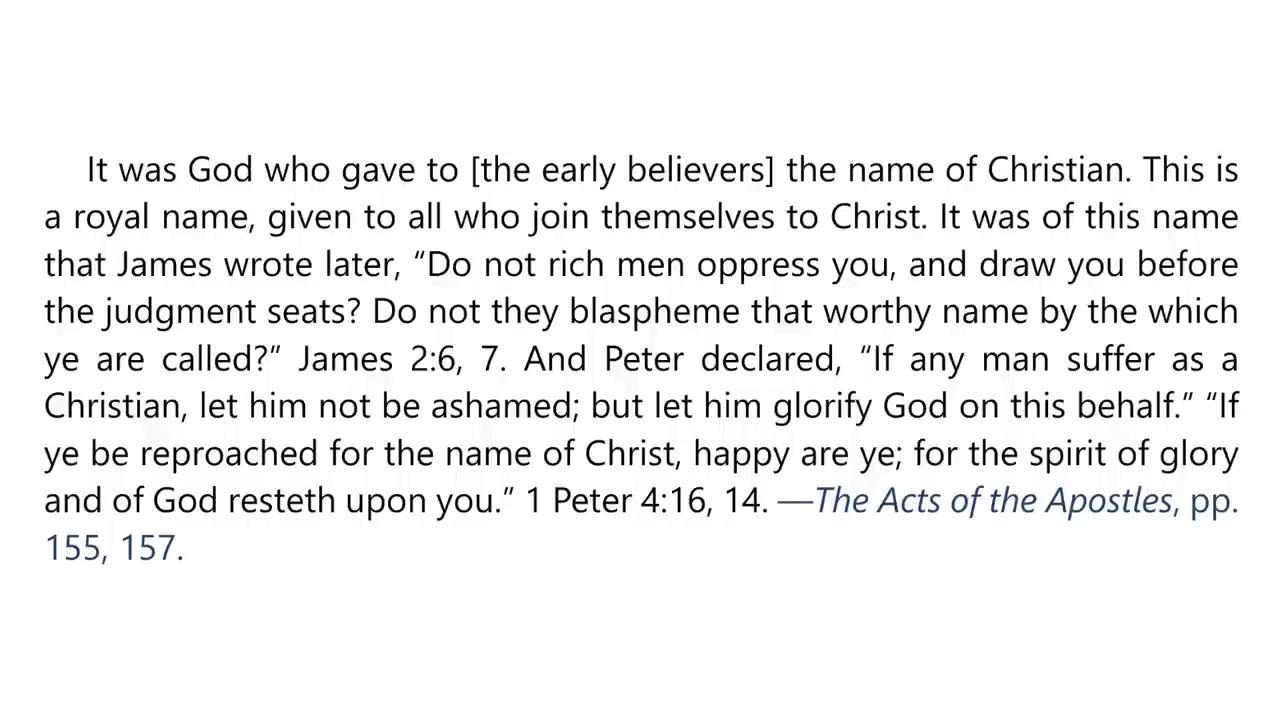 It was God who gave to [the early believers] the name of Christian. This is
a royal name, given to all who join themselves to Christ. It was of this name
that James wrote later, “Do not rich men oppress you, and draw you before
the judgment seats? Do not they blaspheme that worthy name by the which
ye are called?” James 2:6, 7. And Peter declared, “If any man suffer as a
Christian, let him not be ashamed; but let him glorify God on this behalf.” “If
ye be reproached for the name of Christ, happy are ye; for the spirit of glory
and of God resteth upon you.” 1 Peter 4:16, 14. —The Acts of the Apostles, pp.
155, 157.